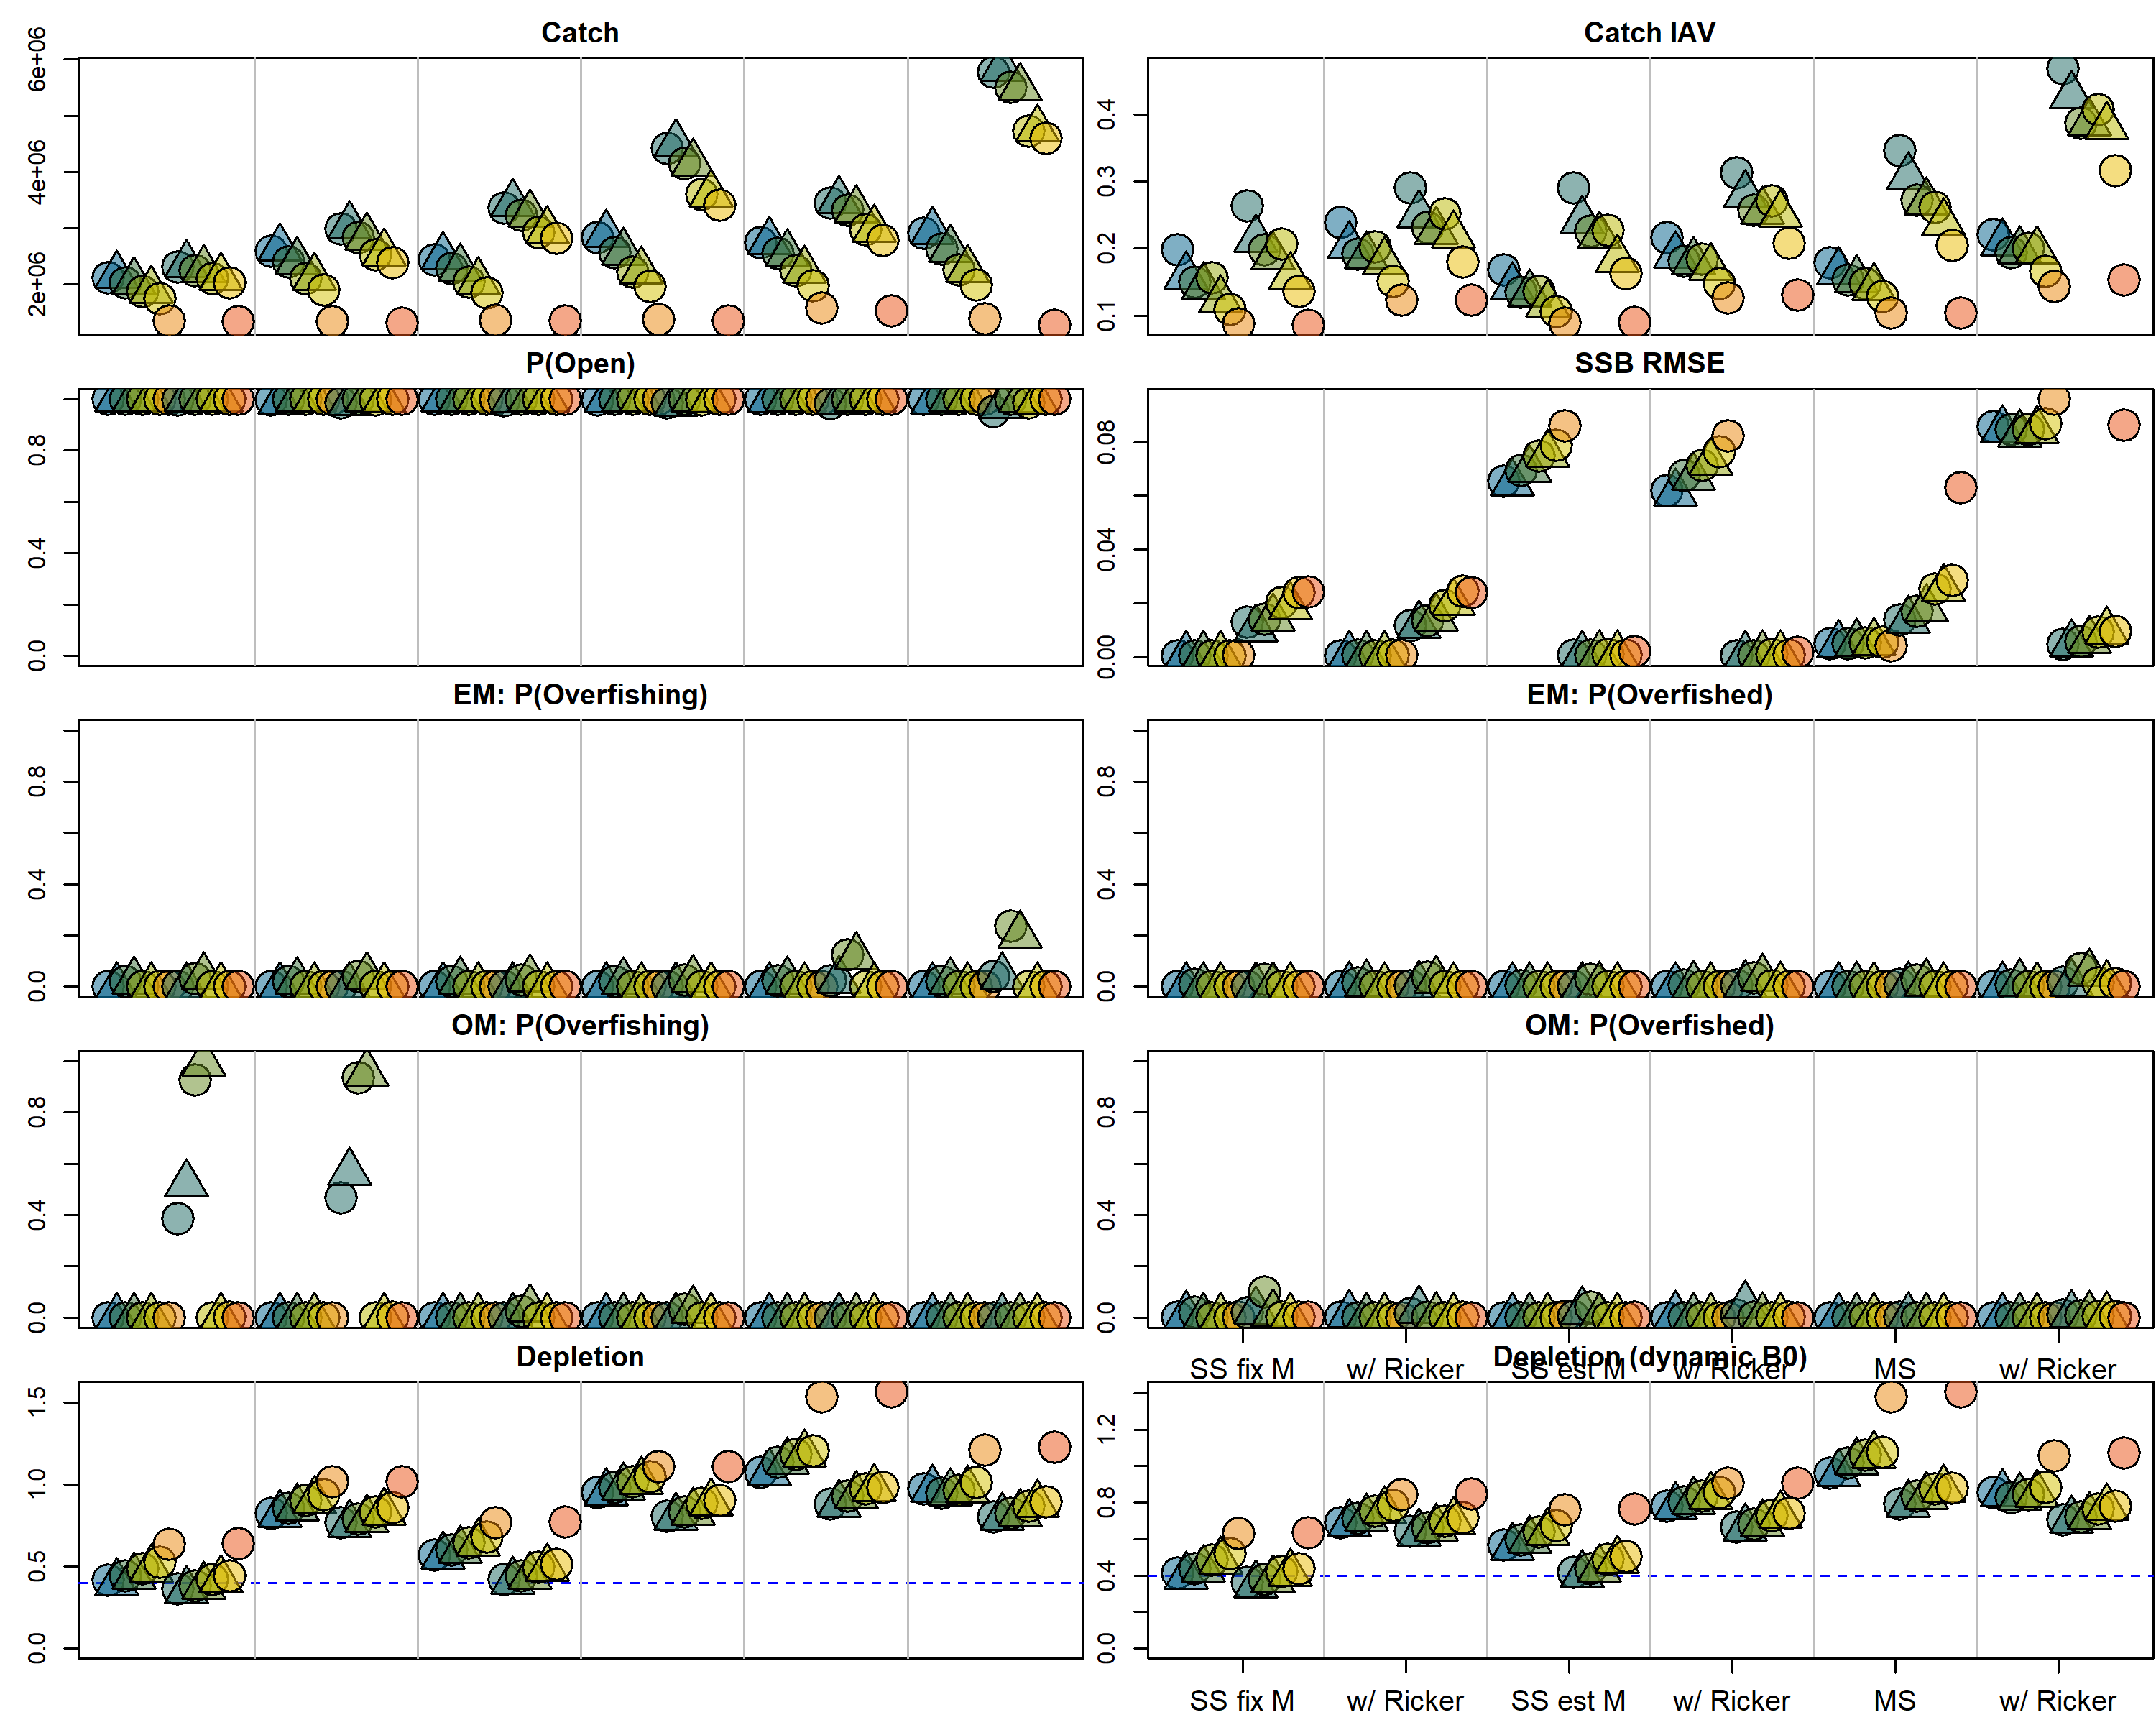 Catch
6e+06
4e+06
2e+06
Catch IAV
0.4
0.3
0.2
0.1
P(Open)
0.8
0.4
0.0
SSB RMSE
0.08
0.04
0.00
EM: P(Overfishing)
0.8
0.4
0.0
EM: P(Overfished)
0.8
0.4
0.0
OM: P(Overfishing)
0.8
0.4
0.0
OM: P(Overfished)
0.8
0.4
0.0
SS fix M w/ Ricker SS est M w/ Ricker MS w/ Ricker
Depletion
1.5
1.0
0.5
0.0
Depletion (dynamic B0)
1.2
0.8
0.4
0.0
SS fix M w/ Ricker SS est M w/ Ricker MS w/ Ricker